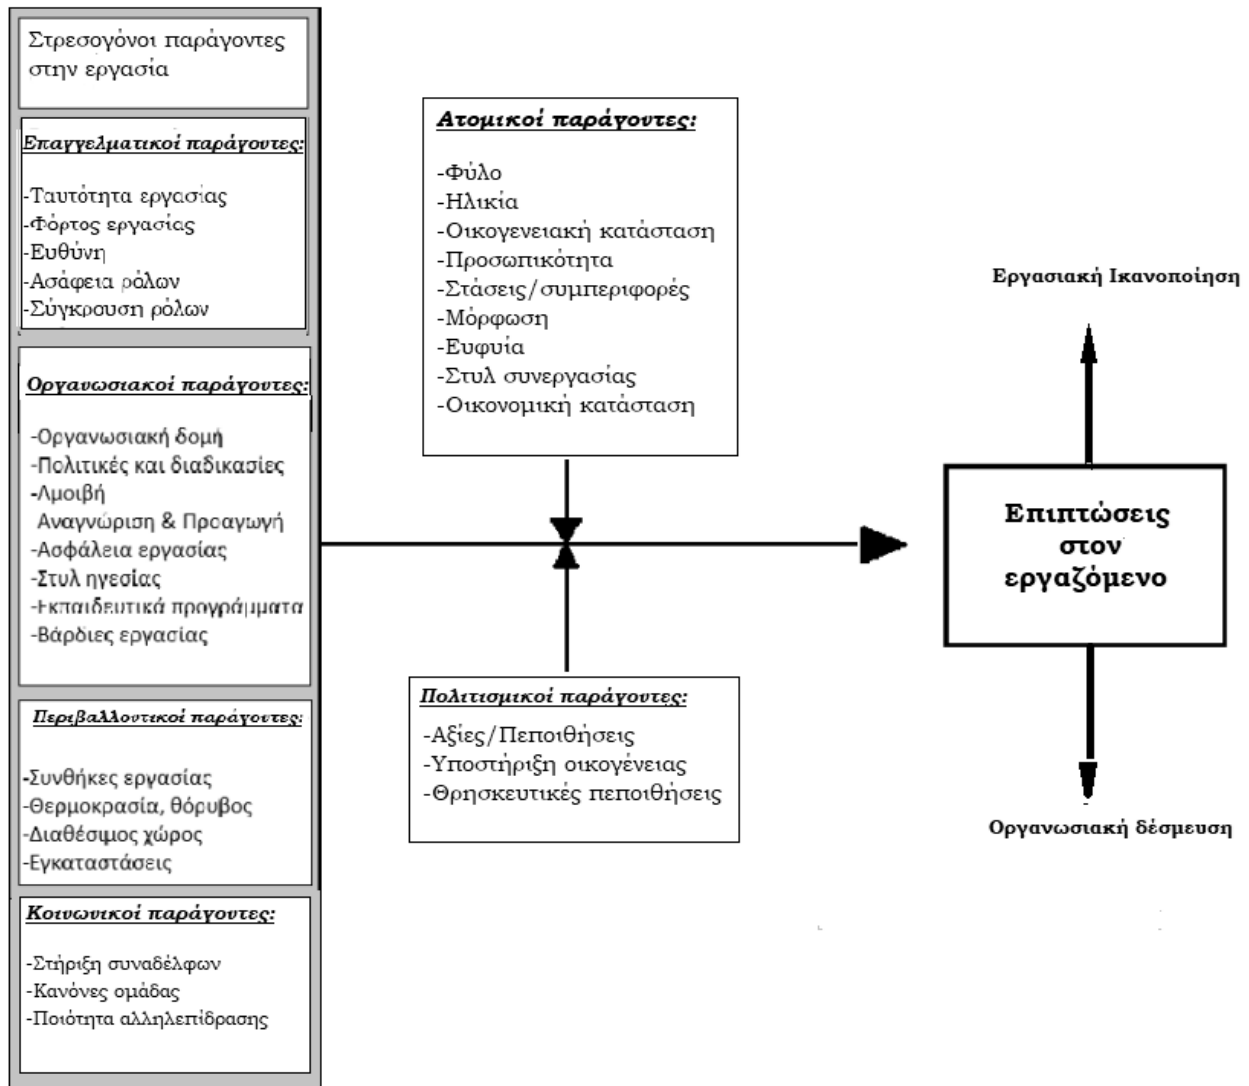 Στρεσογόνοι παράγοντες
στην εργασία
Επαγγελματικοί παράγοντες:
-Ταυτότητα εργασίας
-Φόρτος εργασίας
-Ευθύνη
-Ασάφεια ρόλων
-Σύγκρουση ρόλων
Οργανωσιακοί παράγοντες:
-Οργανωσιακή δομή
-Πολιτικές και διαδικασίες
-Αμοιβή
Αναγνώριση & Προαγωγή
-Ασφάλεια εργασίας
-Στυλ ηγεσίας
-Εκπαιδευτικά προγράμματα
-Βάρδιες εργασίας
Περιβαλλοντικοί παράγοντες:
-Συνθήκες εργασίας
-Θερμοκρασία, θόρυβος
-Διαθέσιμος χώρος
-Εγκαταστάσεις
Κοινωνικοί παράγοντες:
-Στήριξη συναδέλφων
-Κανόνες ομάδας
-Ποιότητα αλληλεπίδρασης
Ατομικοί παράγοντες:
-Φύλο
-Ηλικία
-Οικογενειακή κατάσταση
-Προσωπικότητα
-Στάσεις/συμπεριφορές
-Μόρφωση
-Ευφυία
-Στυλ συνεργασίας
-Οικονομική κατάσταση
Πολιτισμικοί παράγοντες:
-Αξίες/Πεποιθήσεις
-Υποστήριξη οικογένειας
-Θρησκευτικές πεποιθήσεις
Εργασιακή Ικανοποίηση
Επιπτώσεις
στον
εργαζόμενο
Οργανωσιακή δέσμευση